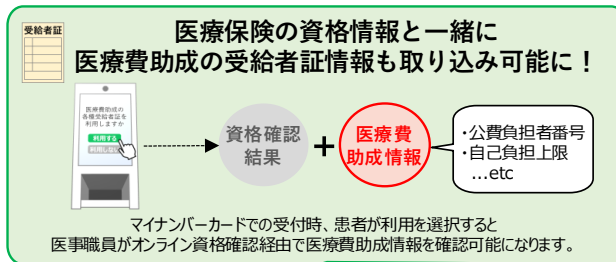 受給者証
医療保険の資格情報と一緒に
医療費助成の受給者証情報も取り込み可能に！
医療費助成の
各種受給者証を
利用しますか
利用する
利用しない
資格確認
結果
+
医療費
助成情報
・公費負担者番号
・自己負担上限
…etc
マイナンバーカードでの受付時、患者が利用を選択すると
医事職員がオンライン資格確認経由で医療費助成情報を確認可能になります。